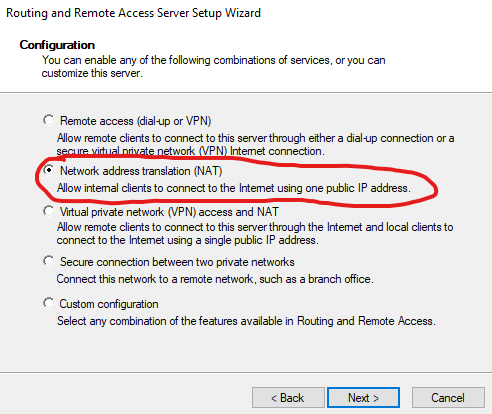 Routing and Remote Access Server Setup Wizard
Configuration
You can enable any of the following combinations of services, or you can
customize this server.
Remote access (dial-up or VPN)
Allow remote clients to connect to this server through either a dial-up connection or a
secure virtual private network (VPN) Internet connection.
Network address translation (NAT)
Allow internal clients to connect to the Internet using one public IP address.
Virtual private network (VPN) access and NAT
Allow remote clients to connect to this server through the Internet and local clients to
connect to the Internet using a single public IP address.
Secure connection between two private networks
Connect this network to a remote network, such as a branch office.
Custom configuration
Select any combination of the features available in Routing and Remote Access.
< Back Next > Cancel